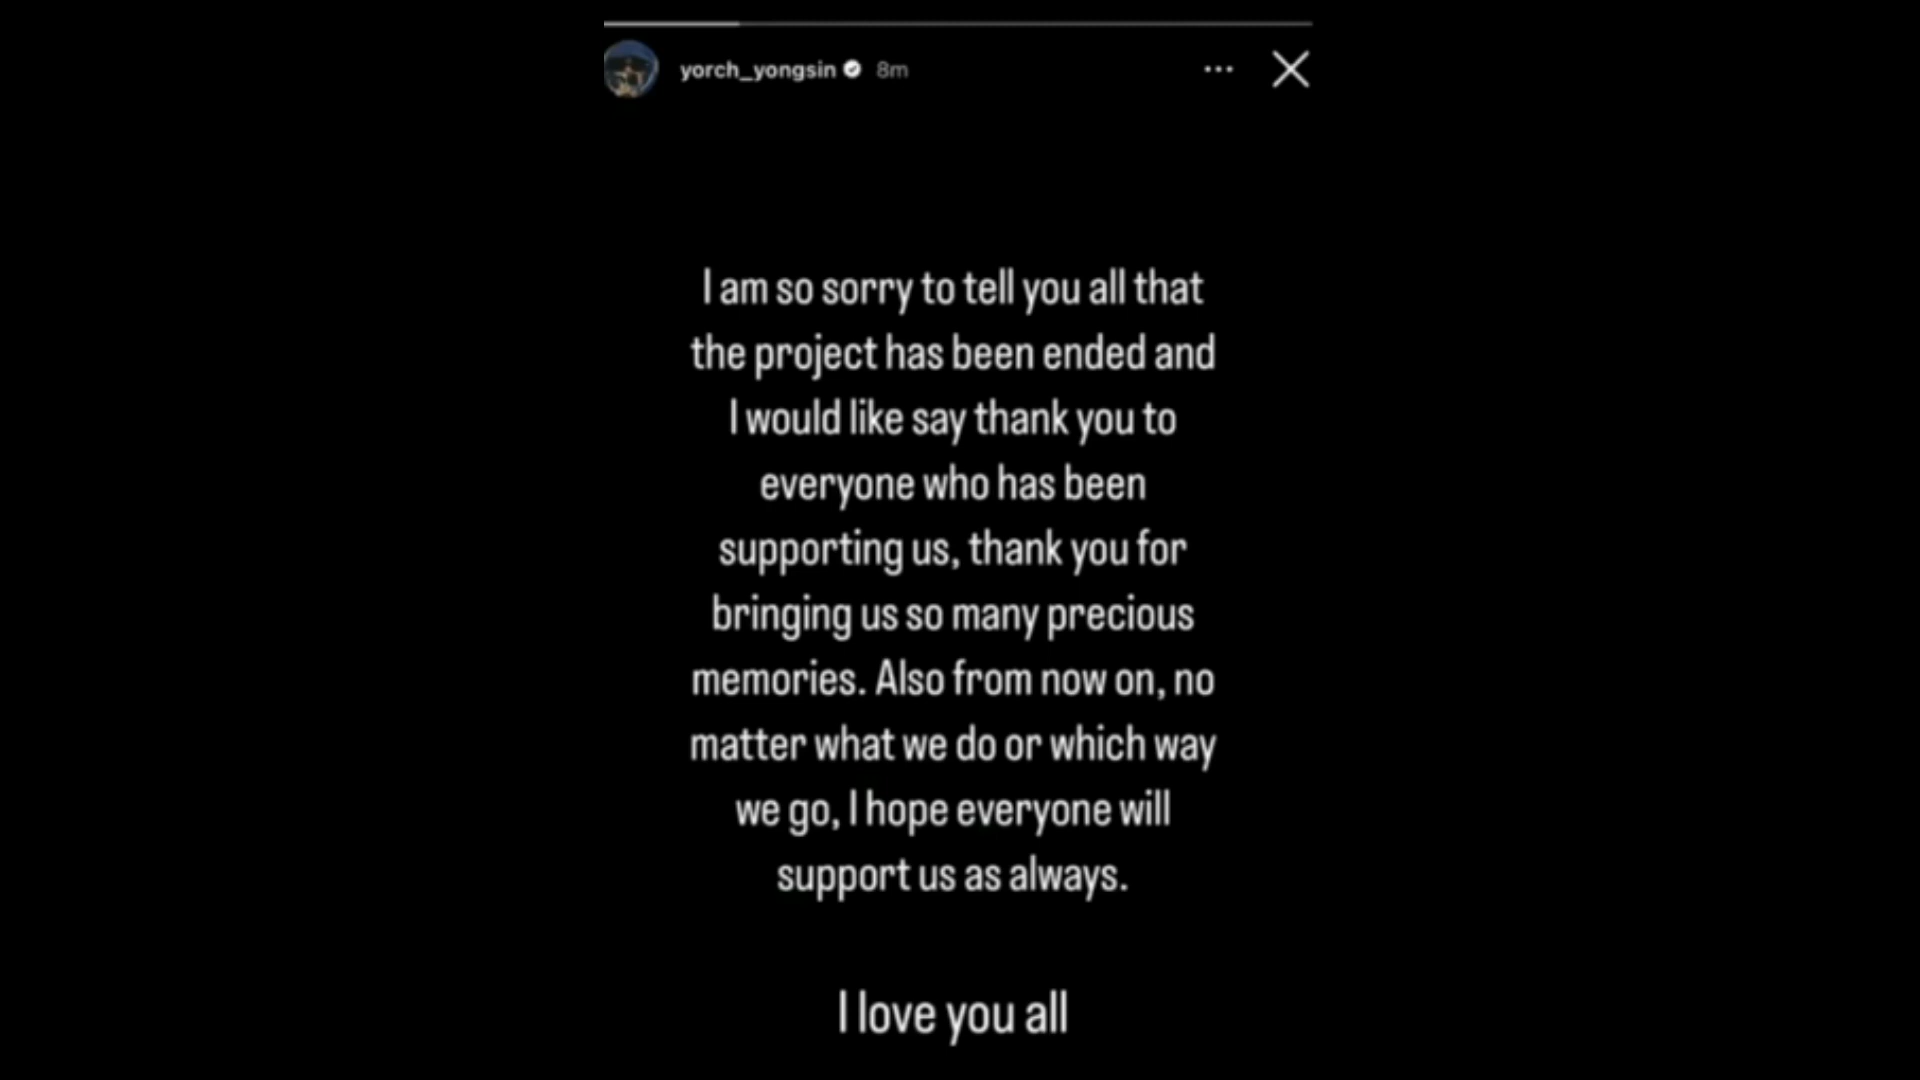 yorch_yongsin 8m
I am so sorry to tell you all that
the project has been ended and
I would like say thank you to
everyone who has been
supporting us, thank you for
bringing us so many precious
memories. Also from now on, no
matter what we do or which way
we go, I hope everyone will
support us as always.
I love you all